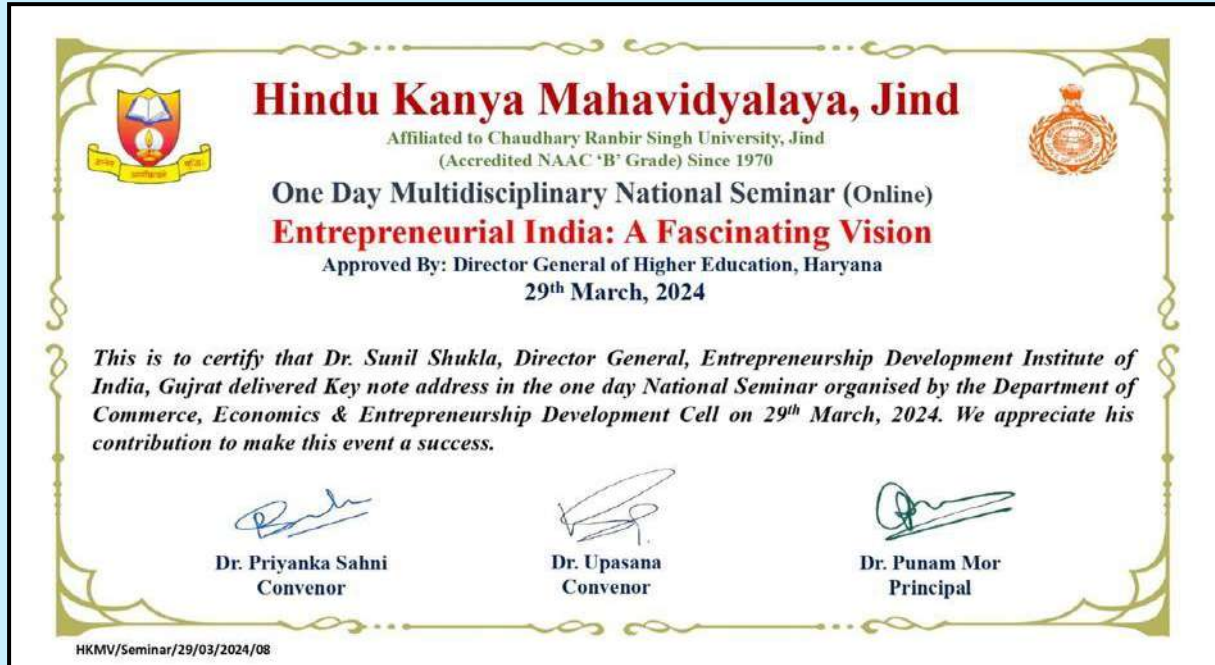 Hindu Kanya Mahavidyalaya, Jind
Affiliated to Chaudhary Ranbir Singh University, Jind
(Accredited NAAC ‘B’ Grade) Since 1970
One Day Multidisciplinary National Seminar (Online)
Entrepreneurial India: A Fascinating Vision
Approved By: Director General of Higher Education, Haryana
29th March, 2024
This is to certify that Dr. Sunil Shukla, Director General, Entrepreneurship Development Institute of
India, Gujrat delivered Key note address in the one day National Seminar organised by the Department of
Commerce, Economics & Entrepreneurship Development Cell on 29th March, 2024. We appreciate his
contribution to make this event a success.
Dr. Priyanka Sahni
Convenor
Dr. Upasana
Convenor
Dr. Punam Mor
Principal
HKMV/Seminar/29/03/2024/08